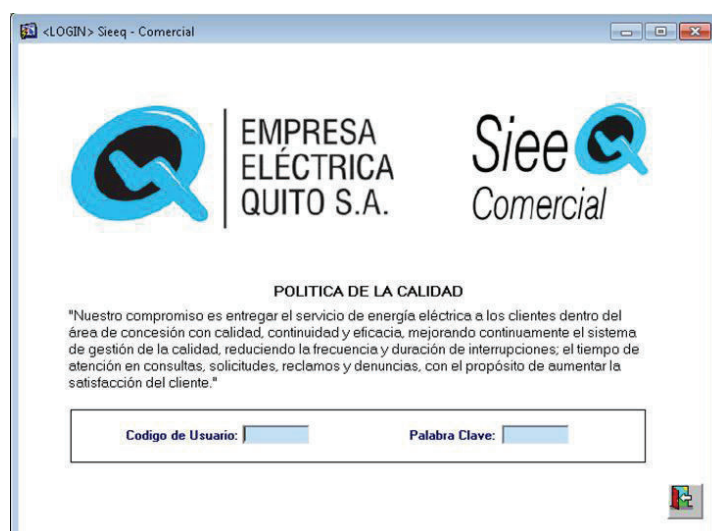 <LOGIN> Sieeq - Comercial
EMPRESA
ELÉCTRICA
QUITO S.A.
SieeQ
Comercial
POLITICA DE LA CALIDAD
"Nuestro compromiso es entregar el servicio de energía eléctrica a los clientes dentro del
área de concesión con calidad, continuidad y eficacia, mejorando continuamente el sistema
de gestión de la calidad, reduciendo la frecuencia y duración de interrupciones; el tiempo de
atención en consultas, solicitudes, reclamos y denuncias, con el propósito de aumentar la
satisfacción del cliente."
Codigo de Usuario: Palabra Clave: